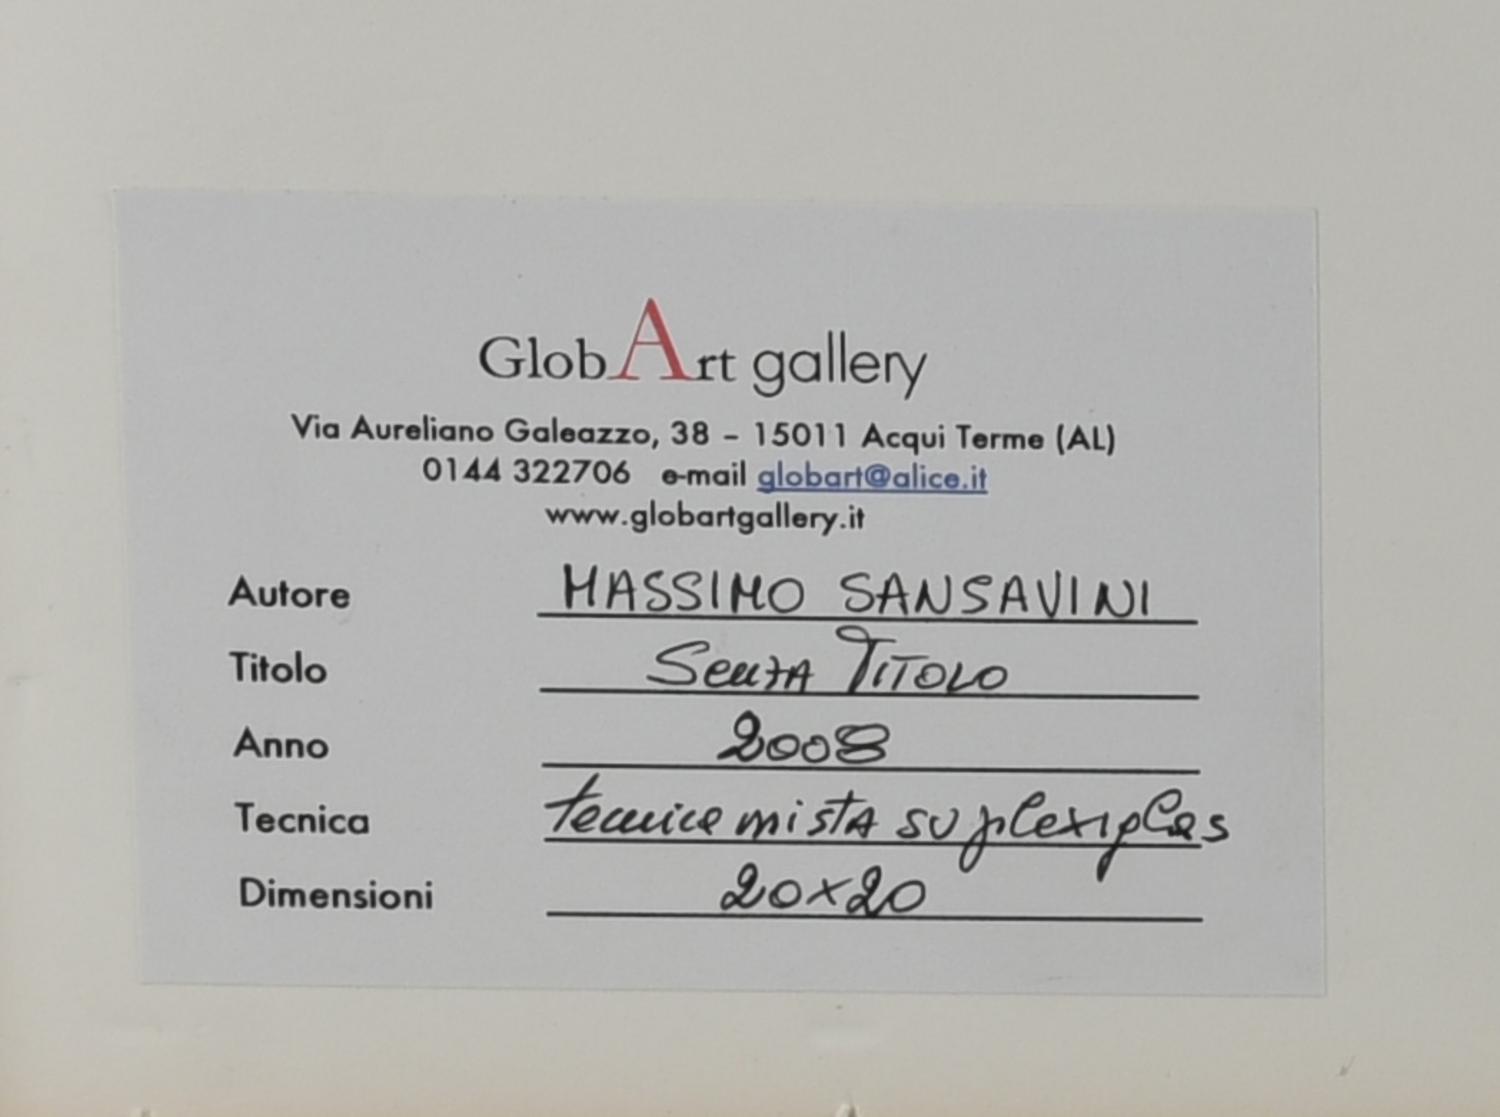 GlobArt gallery
Via Aureliano Galeazzo, 38 – 15011 Acqui Terme (AL)
0144 322706 e-mail globart@alice.it
www.globartgallery.it
Autore MASSIMO SANSAVINI
Titolo Senza TITOLO
Anno 2008
Tecnica tecnica mista su plexiglas
Dimensioni 20x20